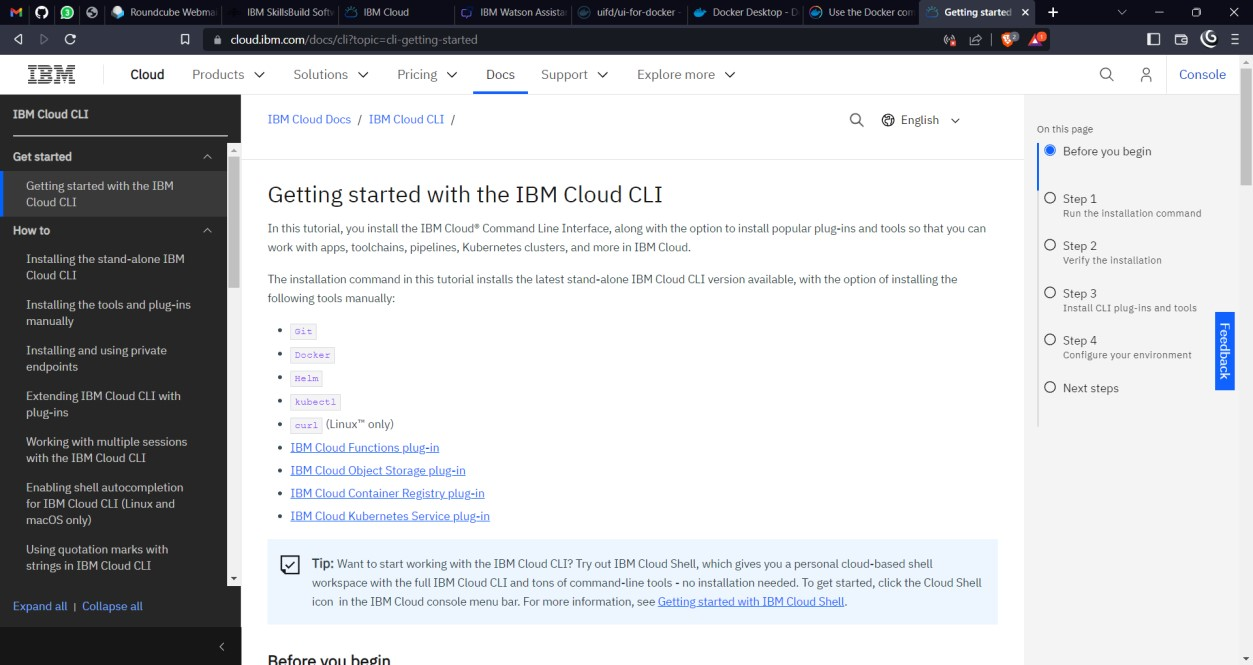 Roundcube Webma
IBM SkillsBuild Softw
IBM Cloud
IBM Watson Assista
uifd/ui-for-docker -
Docker Desktop - D
Use the Docker com
Getting started
cloud.ibm.com/docs/cli?topic=cli-getting-started
2
1
IBM
Cloud
Products
Solutions
Pricing
Docs
Support
Explore more
Console
IBM Cloud CLI
Get started
Getting started with the IBM
Cloud CLI
How to
Installing the stand-alone IBM
Cloud CLI
Installing the tools and plug-ins
manually
Installing and using private
endpoints
Extending IBM Cloud CLI with
plug-ins
Working with multiple sessions
with the IBM Cloud CLI
Enabling shell autocompletion
for IBM Cloud CLI (Linux and
macOS only)
Using quotation marks with
strings in IBM Cloud CLI
Expand all | Collapse all
IBM Cloud Docs / IBM Cloud CLI /
English
Getting started with the IBM Cloud CLI
In this tutorial, you install the IBM Cloud® Command Line Interface, along with the option to install popular plug-ins and tools so that you can
work with apps, toolchains, pipelines, Kubernetes clusters, and more in IBM Cloud.
The installation command in this tutorial installs the latest stand-alone IBM Cloud CLI version available, with the option of installing the
following tools manually:
• Git
• Docker
• Helm
• kubectl
• curl (Linux™ only)
• IBM Cloud Functions plug-in
• IBM Cloud Object Storage plug-in
• IBM Cloud Container Registry plug-in
• IBM Cloud Kubernetes Service plug-in
Tip: Want to start working with the IBM Cloud CLI? Try out IBM Cloud Shell, which gives you a personal cloud-based shell
workspace with the full IBM Cloud CLI and tons of command-line tools - no installation needed. To get started, click the Cloud Shell
icon in the IBM Cloud console menu bar. For more information, see Getting started with IBM Cloud Shell.
Before you begin
On this page
Before you begin
Step 1
Run the installation command
Step 2
Verify the installation
Step 3
Install CLI plug-ins and tools
Step 4
Configure your environment
Next steps
Feedback